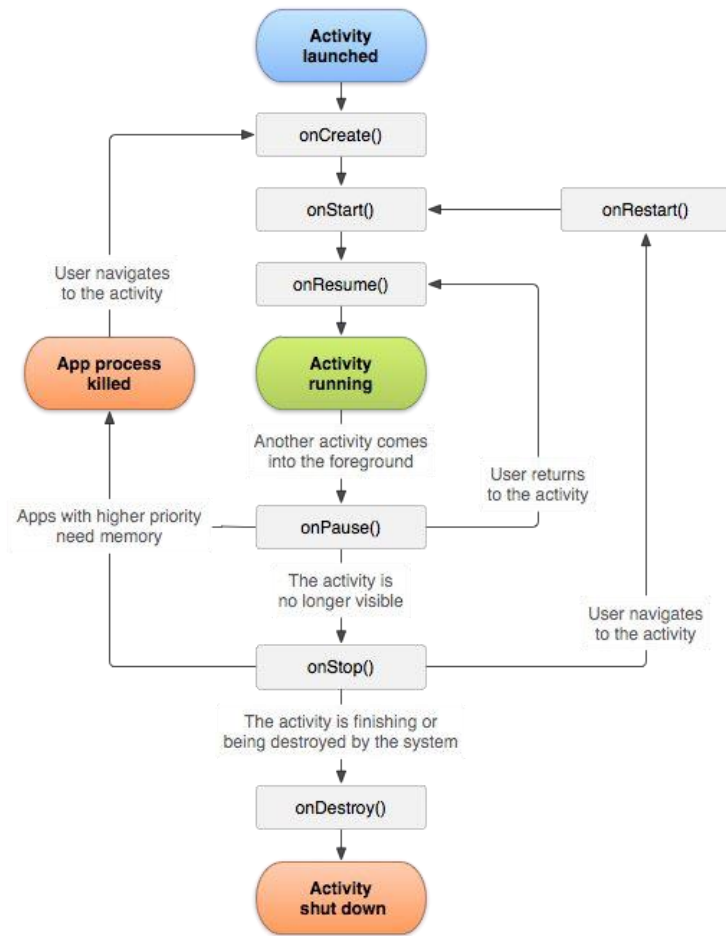 Activity
launched
onCreate()
onStart()
onRestart()
User navigates
to the activity
onResume()
App process
killed
Activity
running
Another activity comes
into the foreground
User returns
to the activity
Apps with higher priority
need memory
onPause()
The activity is
no longer visible
User navigates
to the activity
onStop()
The activity is finishing or
being destroyed by the system
onDestroy()
Activity
shut down